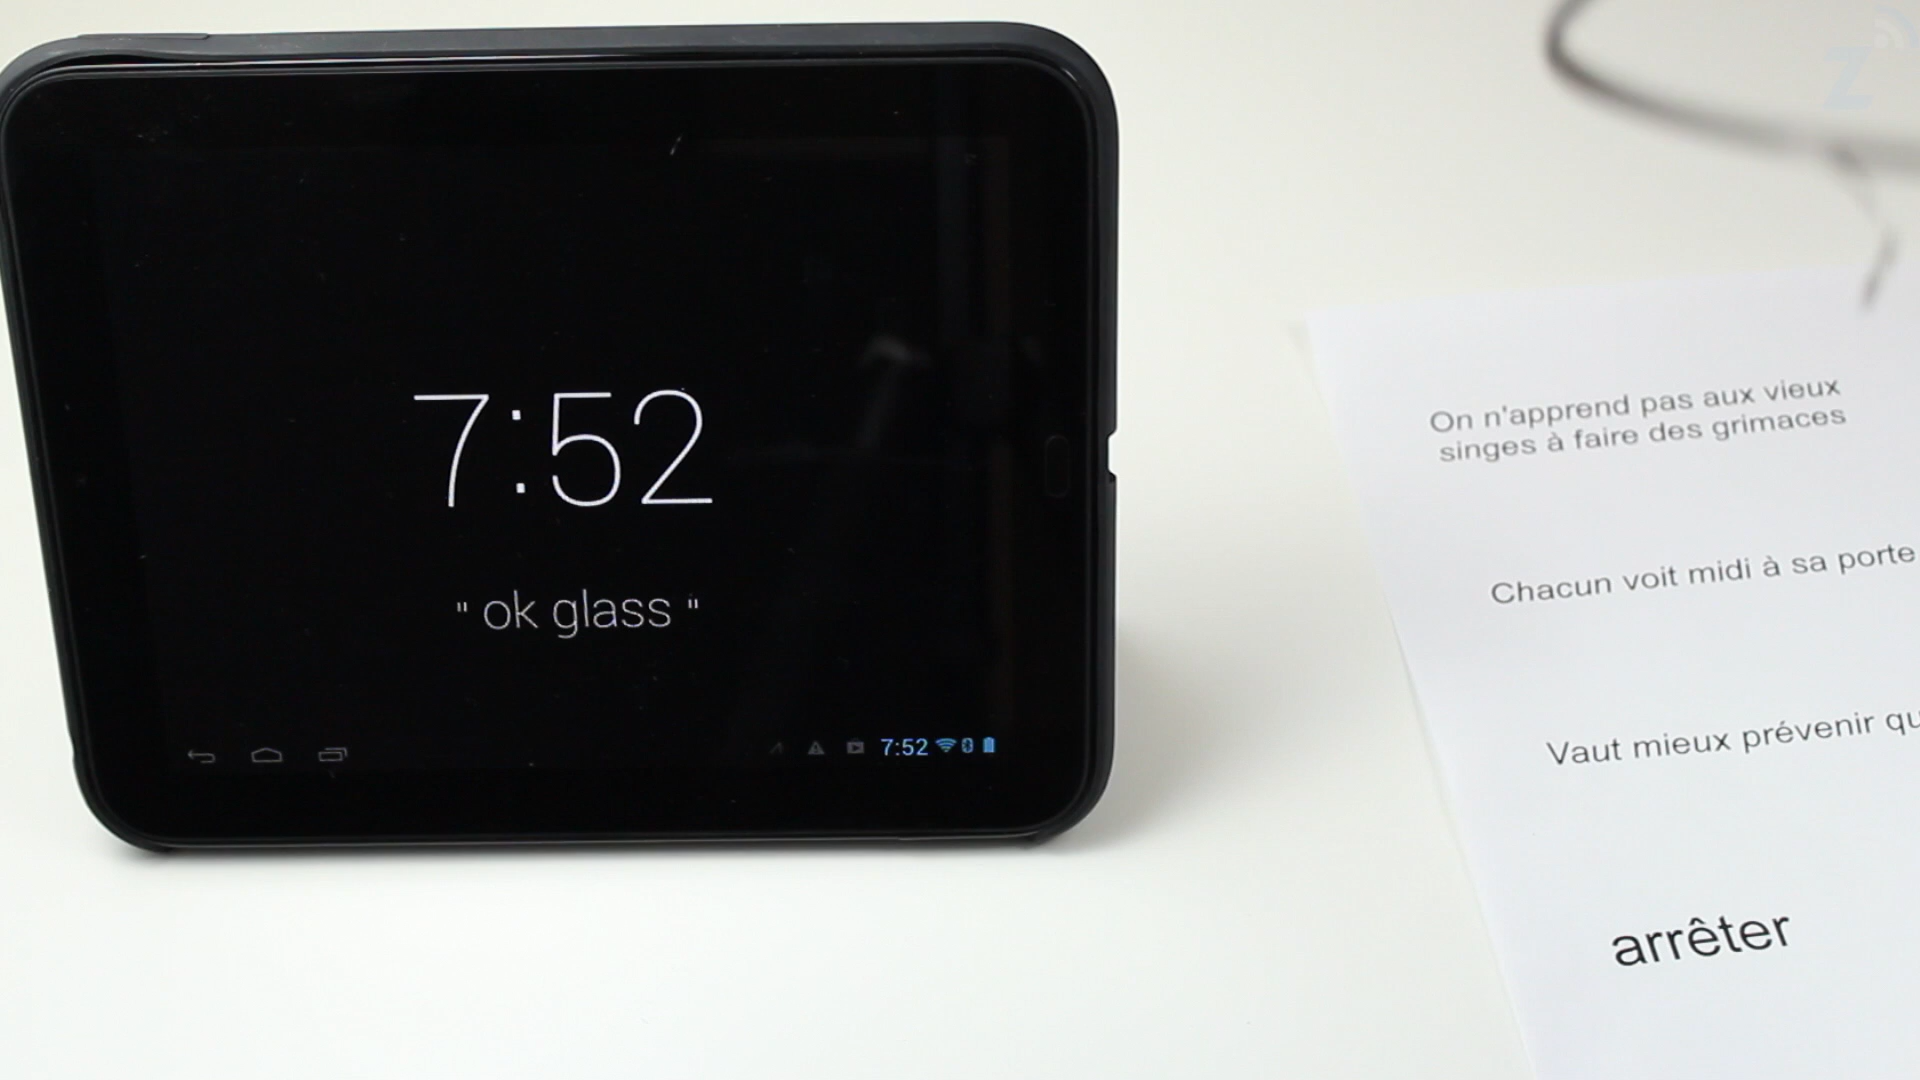 7:52
" ok glass "
7:52
On n'apprend pas aux vieux
singes à faire des grimaces
Chacun voit midi à sa porte
Vaut mieux prévenir qu
arrêter
Z